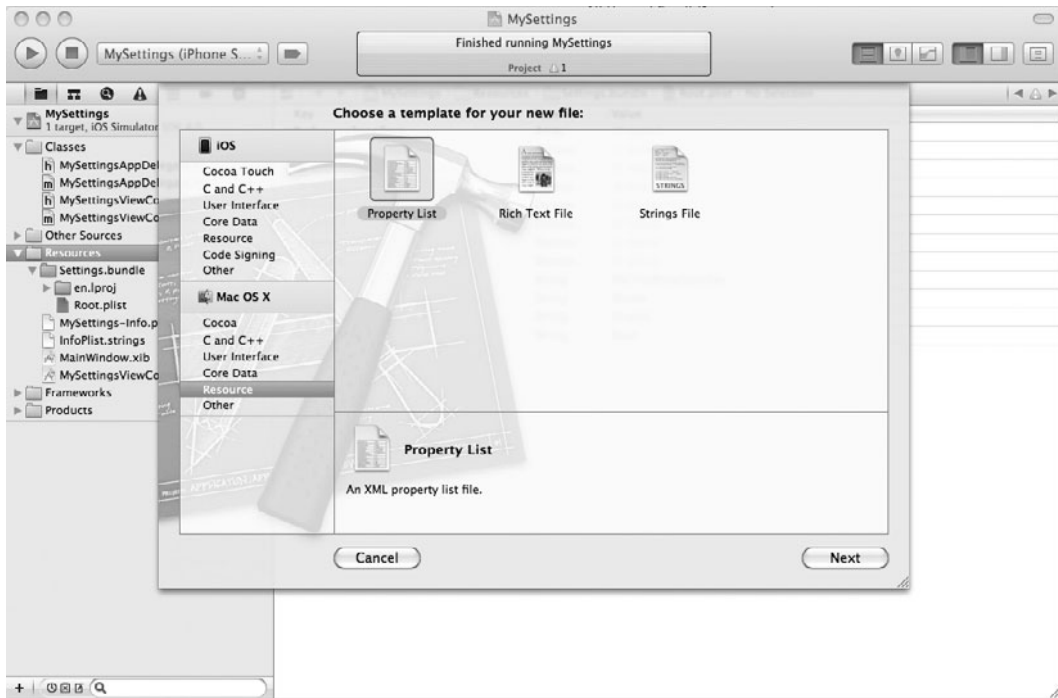 MySettings
MySettings (iPhone S...
Finished running MySettings
Project 1
MySettings
1 target, iOS Simulator
Classes
h MySettingsAppDel
m MySettingsAppDel
h MySettingsViewCo
m MySettingsViewCo
Other Sources
Resources
Settings.bundle
en.lproj
Root.plist
MySettings-Info.p
InfoPlist.strings
MainWindow.xib
MySettingsViewCo
Frameworks
Products
Choose a template for your new file:
iOS
Cocoa Touch
C and C++
User Interface
Core Data
Resource
Code Signing
Other
Mac OS X
Cocoa
C and C++
User Interface
Core Data
Resource
Other
Property List
Rich Text File
STRINGS
Strings File
Property List
An XML property list file.
Cancel
Next